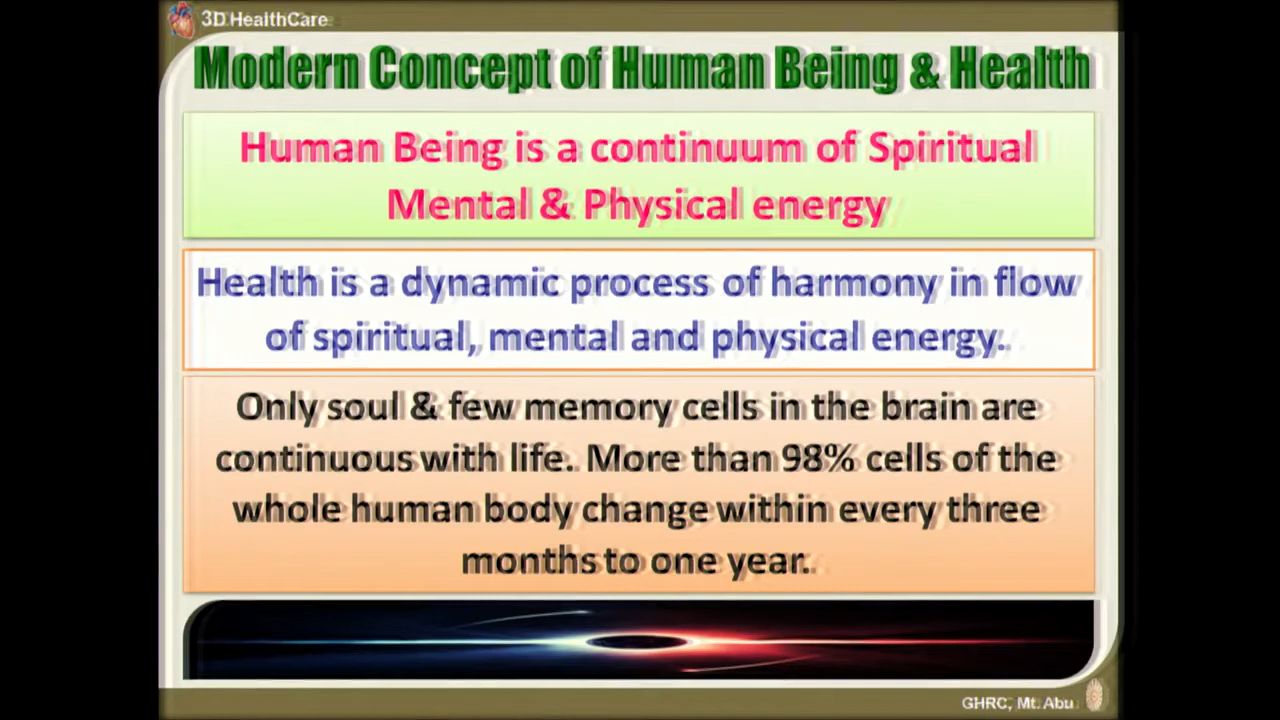 3D HealthCare
Modern Concept of Human Being & Health
Human Being is a continuum of Spiritual
Mental & Physical energy
Health is a dynamic process of harmony in flow
of spiritual, mental and physical energy.
Only soul & few memory cells in the brain are
continuous with life. More than 98% cells of the
whole human body change within every three
months to one year.
GHRC, Mt. Abu